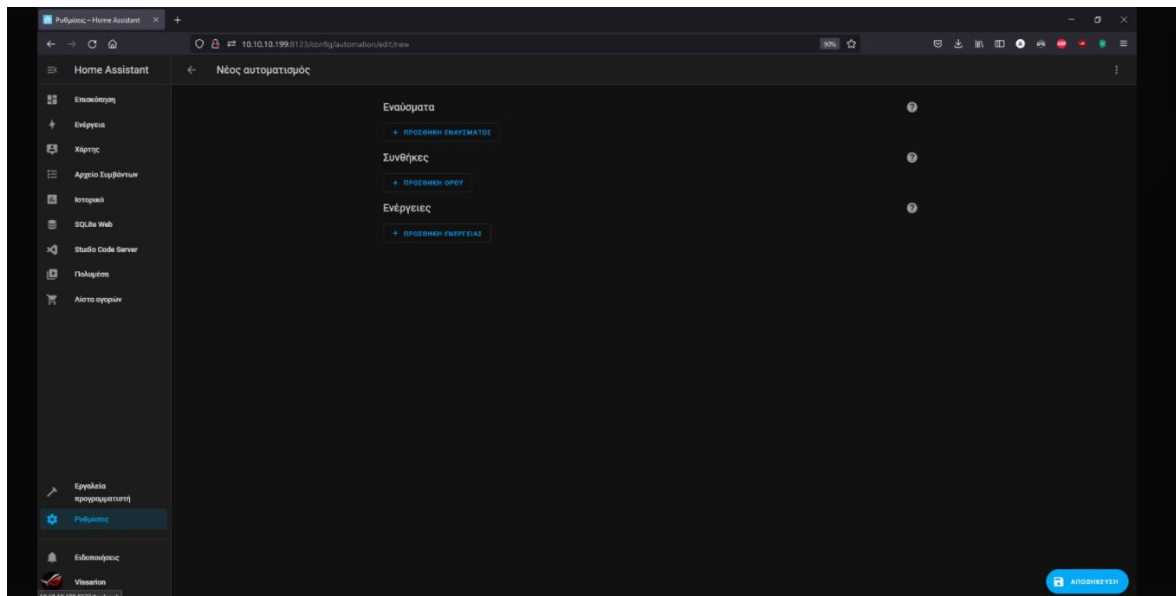 Ρυθμίσεις – Home Assistant
10.10.10.199:8123/config/automation/edit/new
90%
Home Assistant
Νέος αυτοματισμός
Επισκόπηση
Ενέργεια
Χάρτης
Αρχείο Συμβάντων
Ιστορικό
SQLite Web
Studio Code Server
Πολυμέσα
Λίστα αγορών
Εναύσματα
+ ΠΡΟΣΘΗΚΗ ΕΝΑΥΣΜΑΤΟΣ
Συνθήκες
+ ΠΡΟΣΘΗΚΗ ΟΡΟΥ
Ενέργειες
+ ΠΡΟΣΘΗΚΗ ΕΝΕΡΓΕΙΑΣ
Εργαλεία
προγραμματιστή
Ρυθμίσεις
Ειδοποιήσεις
Vissarion
ΑΠΟΘΗΚΕΥΣΗ